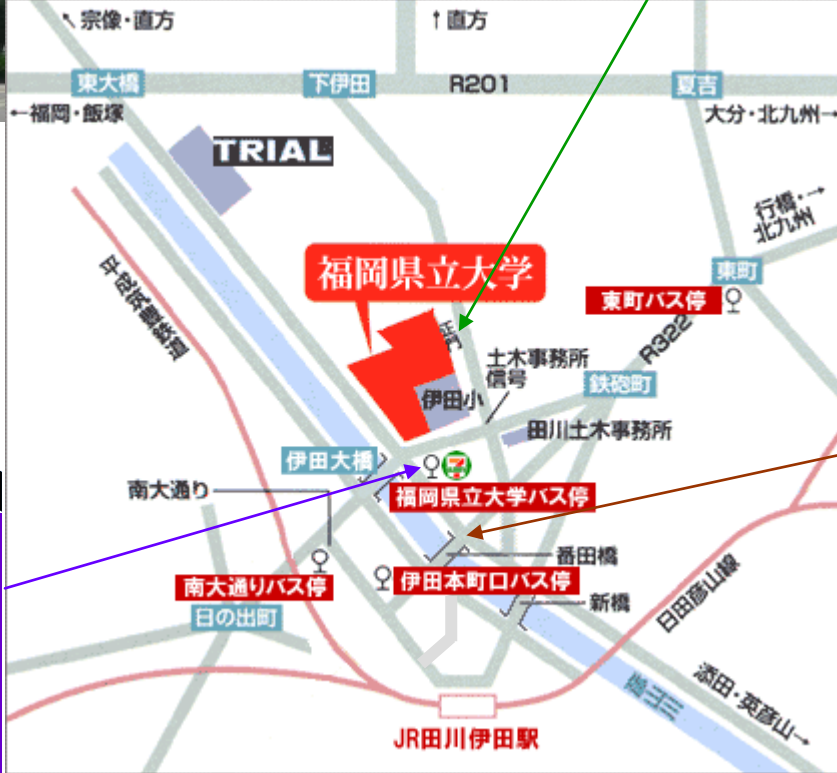 ↖宗像・直方
↑直方
東大橋
下伊田
R201
夏吉
←福岡・飯塚
大分・北九州→
TRIAL
行橋・→
北九州
東町
平成筑豊鉄道
福岡県立大学
東町バス停
正門
R322
土木事務所
信号
鉄砲町
伊田小
田川土木事務所
伊田大橋
南大通り
福岡県立大学バス停
番田橋
南大通りバス停
伊田本町口バス停
新橋
日の出町
日田彦山線
添田・英彦山→
JR田川伊田駅